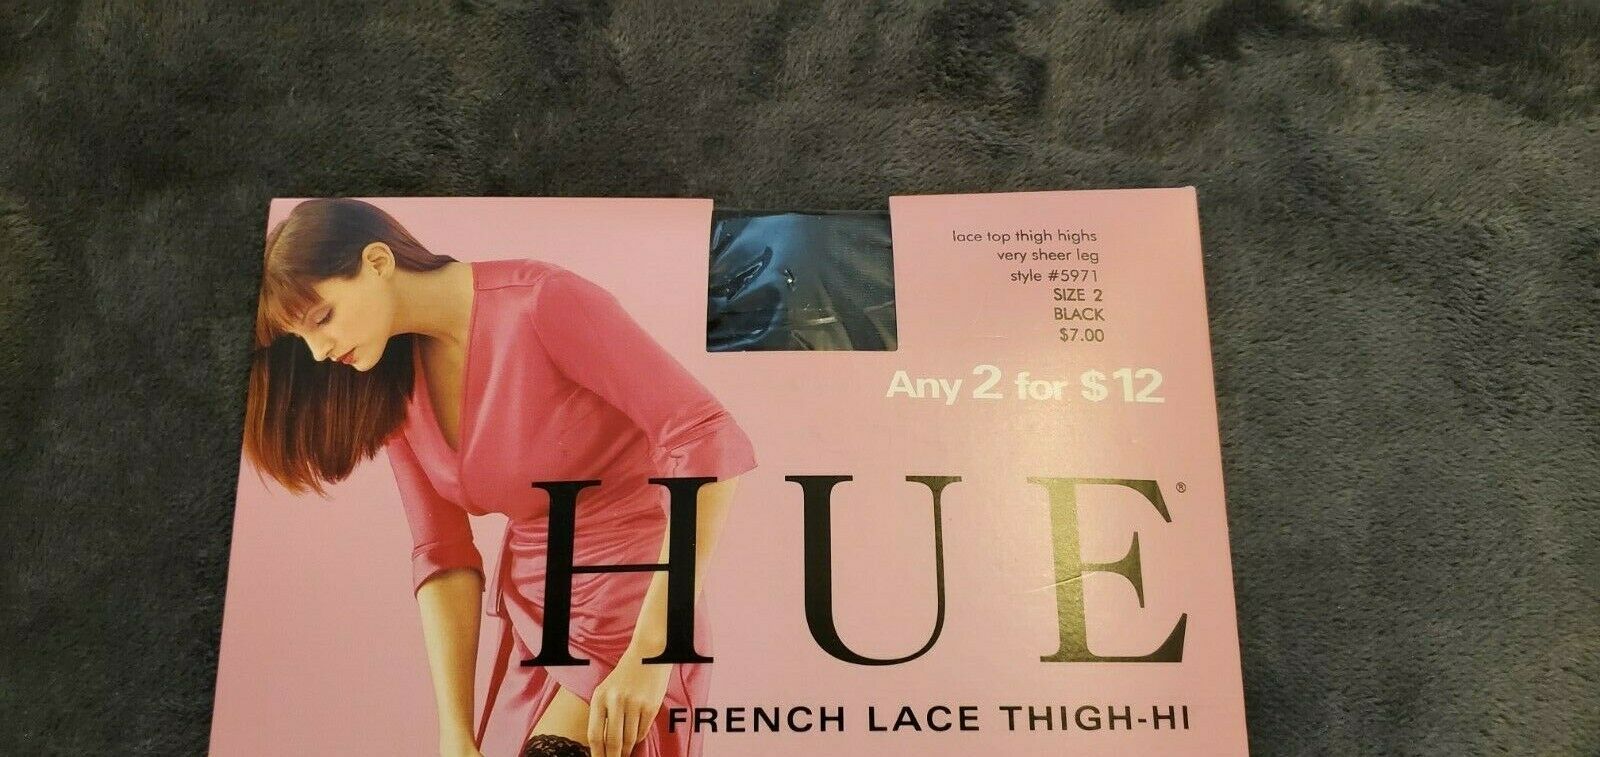 lace top thigh highs
very sheer leg
style #5971
SIZE 2
BLACK
$7.00
Any 2 for $12
HUE®
FRENCH LACE THIGH-HI